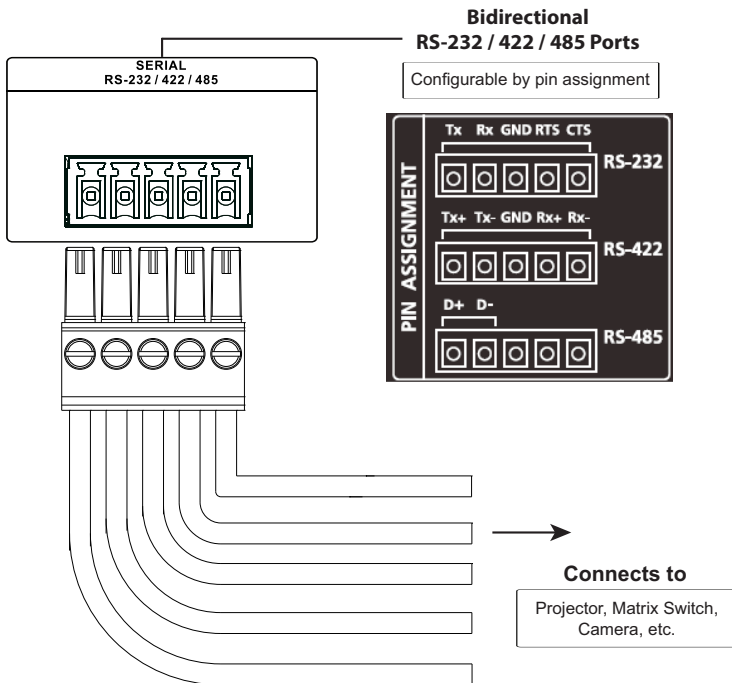 Bidirectional
RS-232 / 422 / 485 Ports
Configurable by pin assignment
SERIAL
RS-232 / 422 / 485
PIN ASSIGNMENT
Tx Rx GND RTS CTS
RS-232
Tx+ Tx- GND Rx+ Rx-
RS-422
D+ D-
RS-485
Connects to
Projector, Matrix Switch,
Camera, etc.